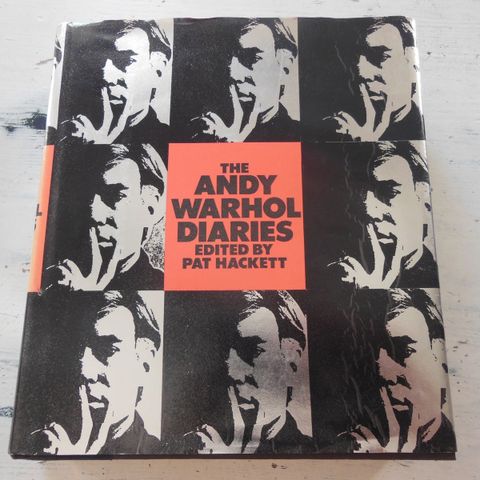 THE
ANDY
WARHOL
DIARIES
EDITED BY
PAT HACKETT